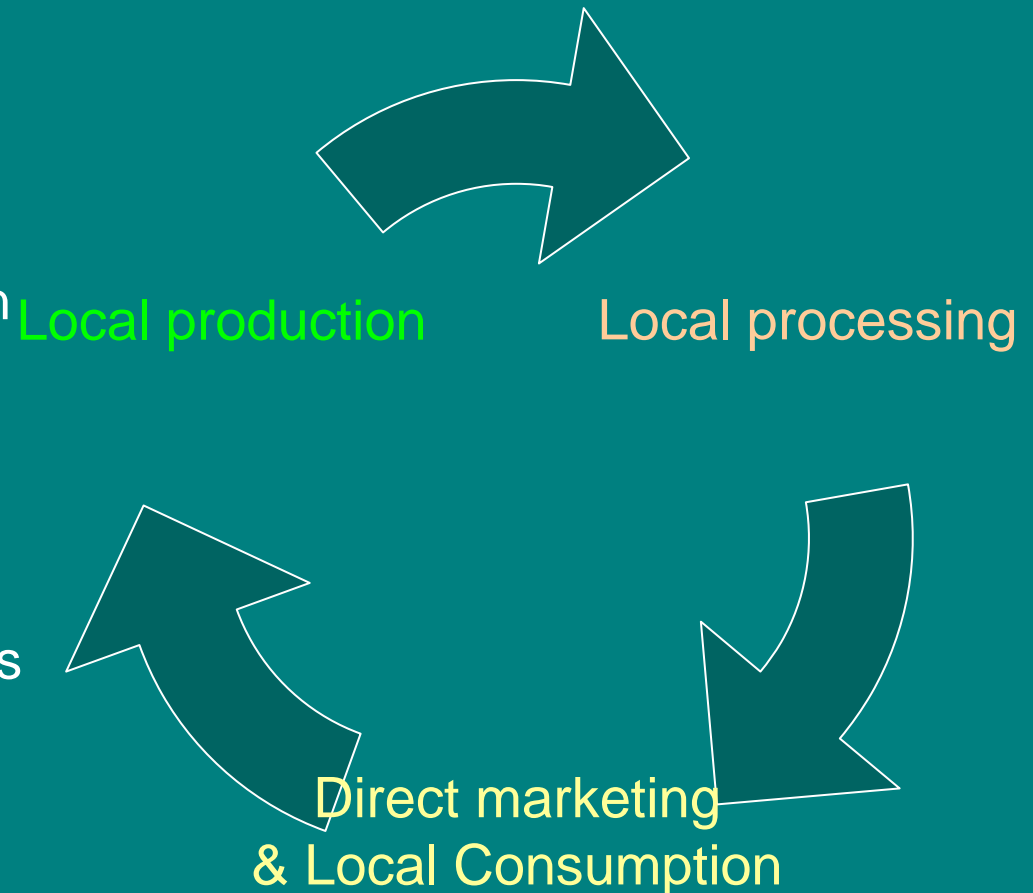 n
Local production
Local processing
s
Direct marketing
& Local Consumption